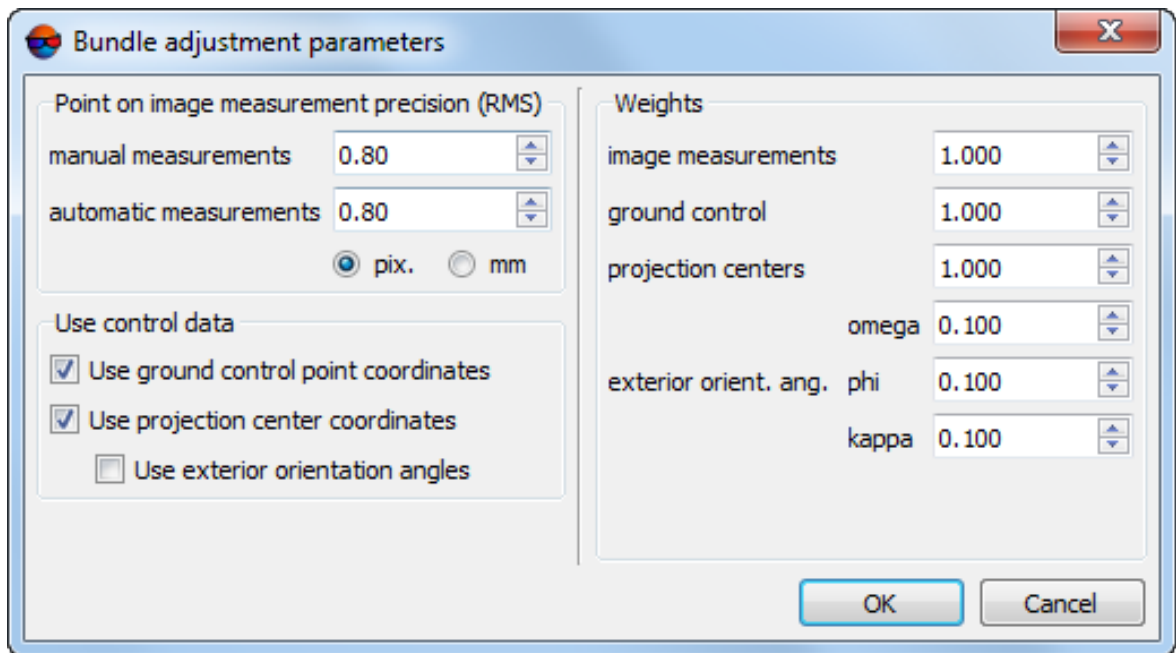 Bundle adjustment parameters
Point on image measurement precision (RMS)
manual measurements 0.80
automatic measurements 0.80
pix. mm
Use control data
Use ground control point coordinates
Use projection center coordinates
Use exterior orientation angles
Weights
image measurements 1.000
ground control 1.000
projection centers 1.000
omega 0.100
exterior orient. ang. phi 0.100
kappa 0.100
OK Cancel